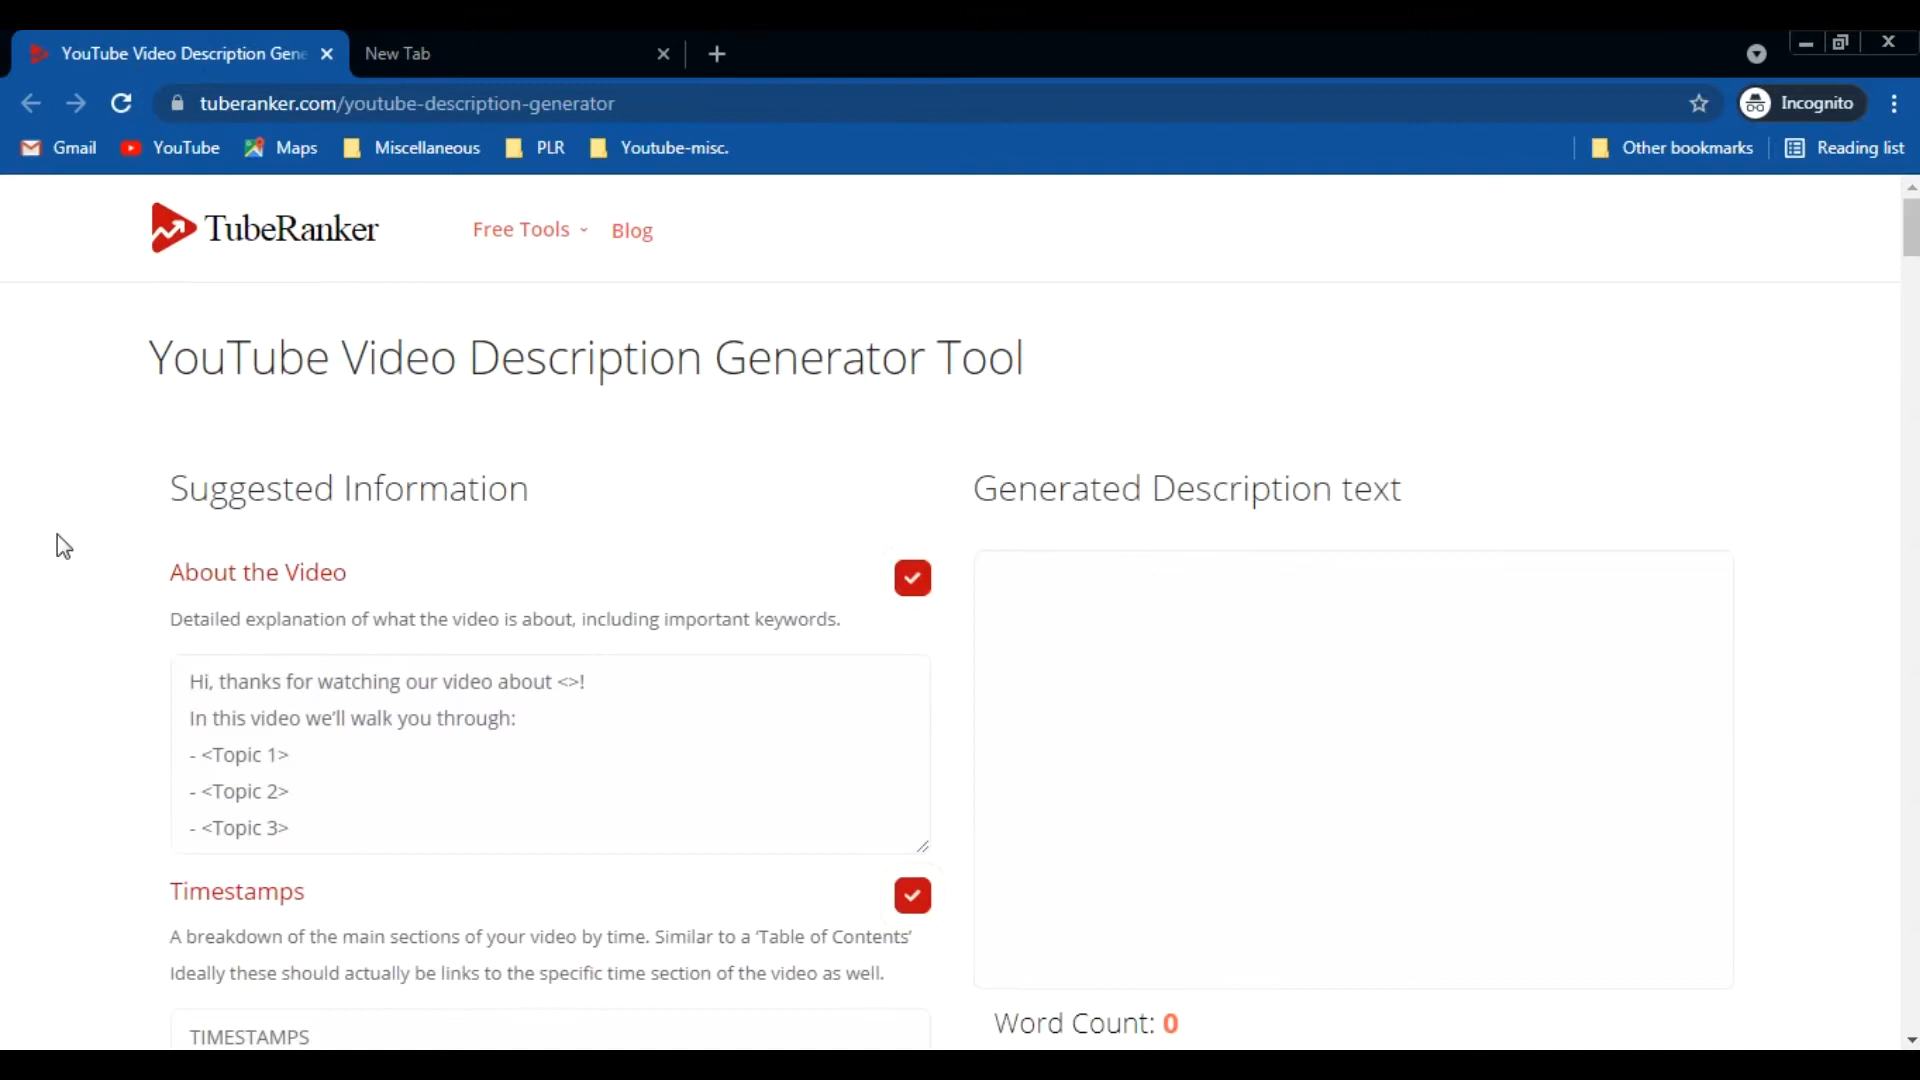 YouTube Video Description Gene
New Tab
tuberanker.com/youtube-description-generator
Incognito
Gmail
YouTube
Maps
Miscellaneous
PLR
Youtube-misc.
Other bookmarks
Reading list
TubeRanker
Free Tools
Blog
YouTube Video Description Generator Tool
Suggested Information
About the Video
Detailed explanation of what the video is about, including important keywords.
Hi, thanks for watching our video about <>!
In this video we'll walk you through:
- <Topic 1>
- <Topic 2>
- <Topic 3>
Timestamps
A breakdown of the main sections of your video by time. Similar to a 'Table of Contents'
Ideally these should actually be links to the specific time section of the video as well.
TIMESTAMPS
Generated Description text
Word Count: 0